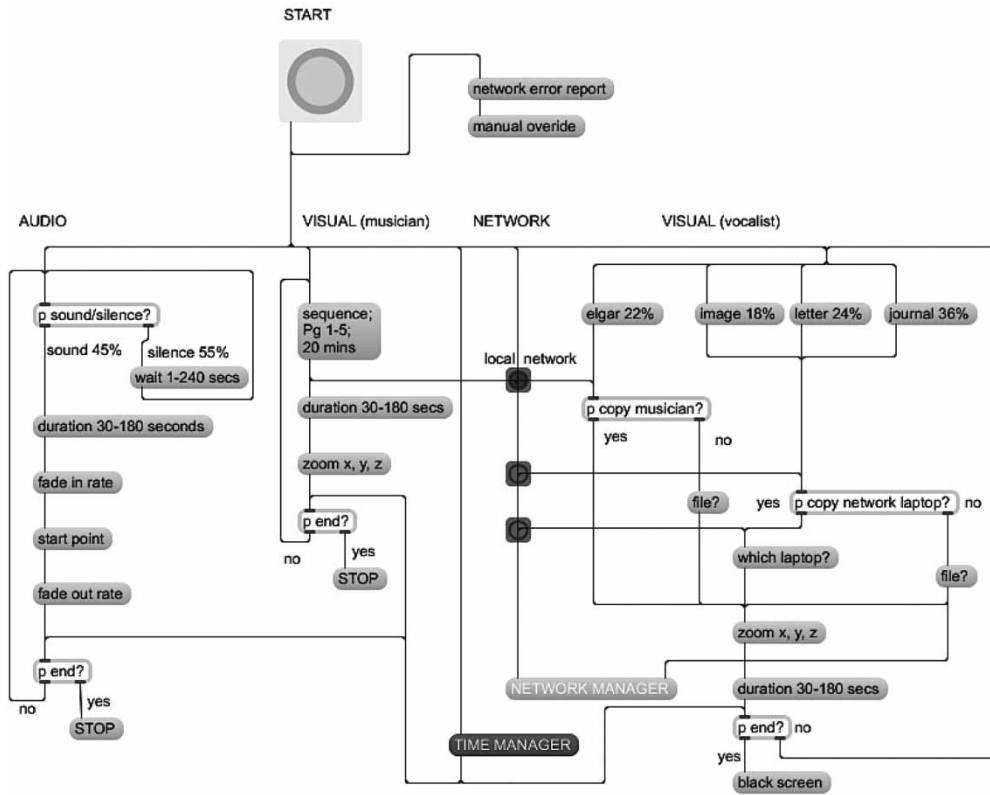 START
network error report
manual overide
AUDIO
VISUAL (musician)
NETWORK
VISUAL (vocalist)
p sound/silence?
sound 45%
silence 55%
wait 1-240 secs
duration 30-180 seconds
fade in rate
start point
fade out rate
p end?
no
yes
STOP
sequence;
Pg 1-5;
20 mins
duration 30-180 secs
zoom x, y, z
p end?
no
yes
STOP
local network
elgar 22%
image 18%
letter 24%
journal 36%
p copy musician?
yes
no
file?
yes
p copy network laptop?
no
which laptop?
file?
zoom x, y, z
NETWORK MANAGER
duration 30-180 secs
TIME MANAGER
p end?
no
yes
black screen